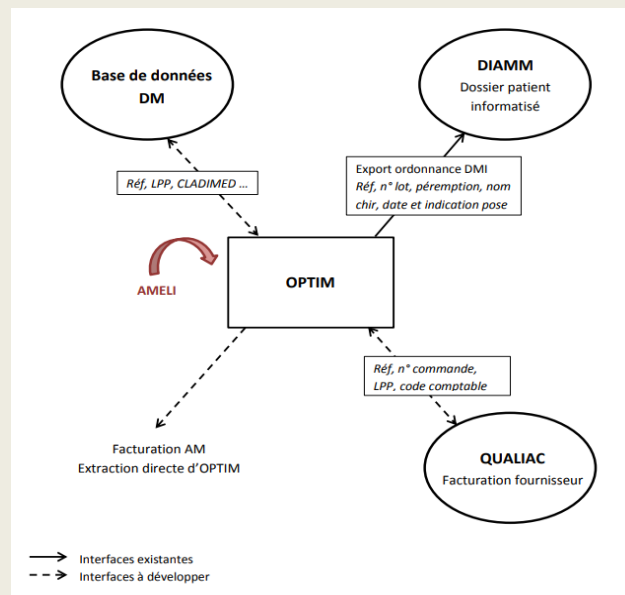 Base de données
DM
DIAMM
Dossier patient
informatisé
Réf, LPP, CLADIMED ...
Export ordonnance DMI
Réf, n° lot, péremption, nom
chir, date et indication pose
AMELI
OPTIM
Réf, n° commande,
LPP, code comptable
Facturation AM
Extraction directe d'OPTIM
QUALIAC
Facturation fournisseur
Interfaces existantes
Interfaces à développer